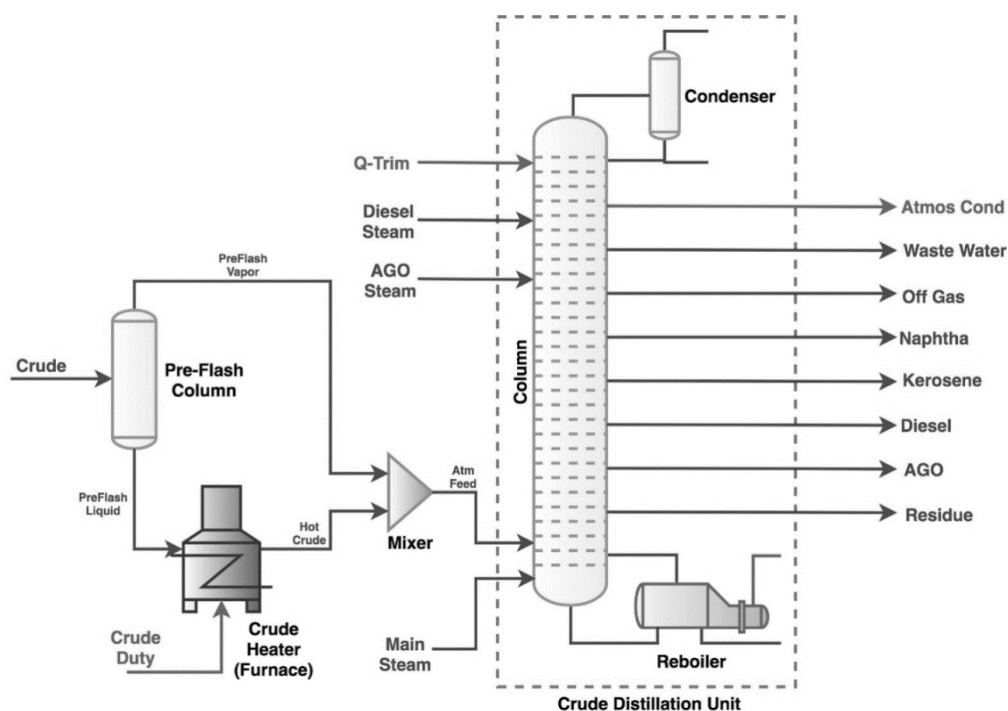 Condenser
Q-Trim
Diesel
Steam
AGO
Steam
Atmos Cond
Waste Water
Off Gas
Naphtha
Kerosene
Diesel
AGO
Residue
Column
PreFlash
Vapor
Crude
Pre-Flash
Column
PreFlash
Liquid
Hot
Crude
Mixer
Atm
Feed
Crude
Duty
Crude
Heater
(Furnace)
Main
Steam
Reboiler
Crude Distillation Unit